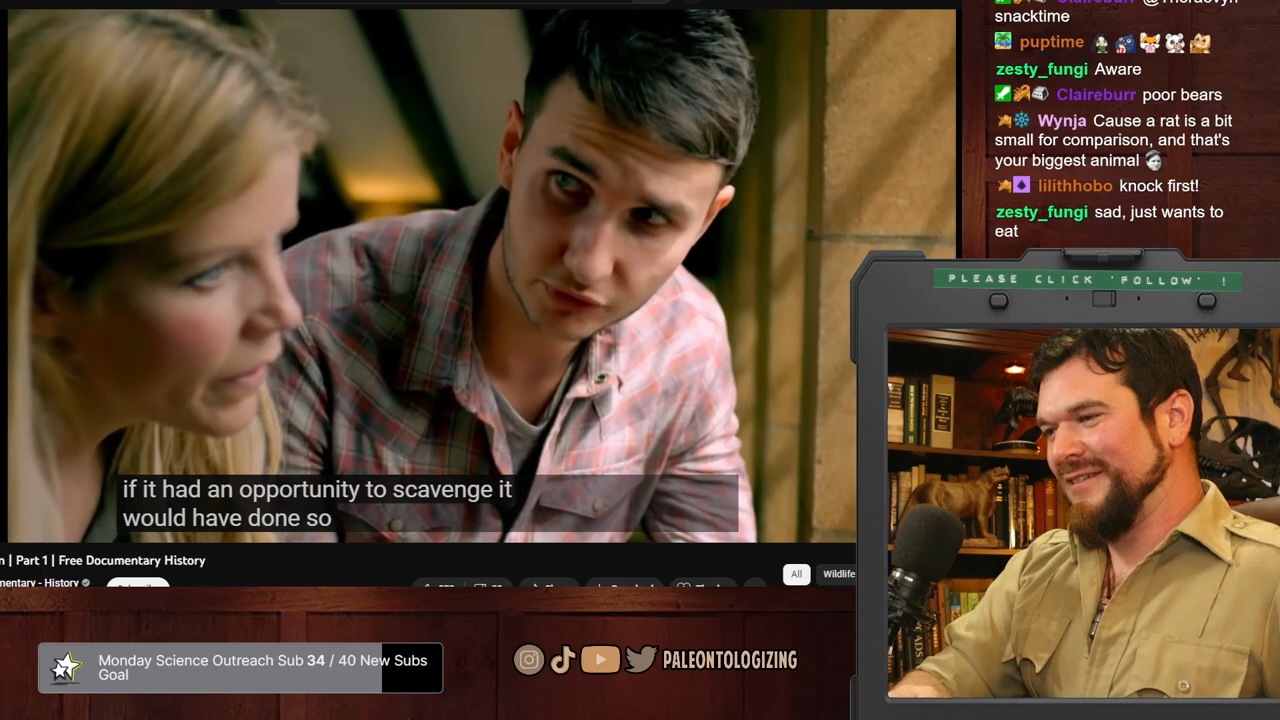 snacktime
puptime
zesty_fungi Aware
Claireburr poor bears
Wynja Cause a rat is a bit
small for comparison, and that's
your biggest animal
lilithhobo knock first!
zesty_fungi sad, just wants to
eat
PLEASE CLICK 'FOLLOW' !
if it had an opportunity to scavenge it
would have done so
| Part 1 | Free Documentary History
- History
All
Wildlife
Monday Science Outreach Sub 34 / 40 New Subs
Goal
PALEONTOLOGIZING